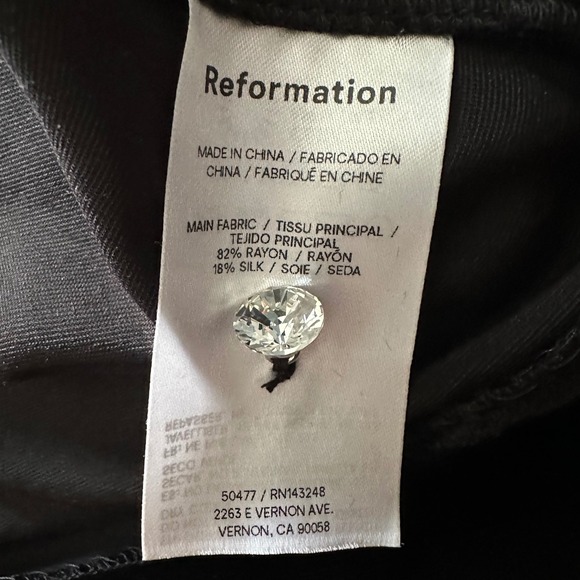 Reformation
MADE IN CHINA / FABRICADO EN
CHINA / FABRIQUÉ EN CHINE
MAIN FABRIC / TISSU PRINCIPAL /
TEJIDO PRINCIPAL
82% RAYON / RAYÓN
18% SILK / SOIE / SEDA
50477 / RN143248
2263 E VERNON AVE.
VERNON, CA 90058